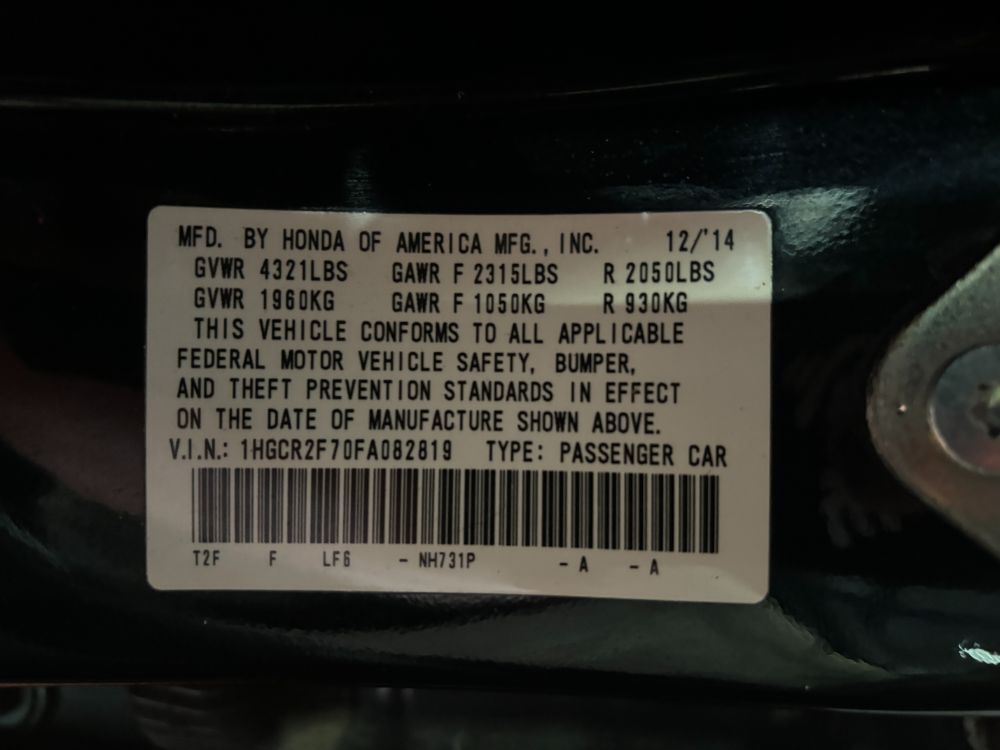 MFD. BY HONDA OF AMERICA MFG., INC. 12/'14
GVWR 4321LBS GAWR F 2315LBS R 2050LBS
GVWR 1960KG GAWR F 1050KG R 930KG
THIS VEHICLE CONFORMS TO ALL APPLICABLE
FEDERAL MOTOR VEHICLE SAFETY, BUMPER,
AND THEFT PREVENTION STANDARDS IN EFFECT
ON THE DATE OF MANUFACTURE SHOWN ABOVE.
V.I.N.: 1HGCR2F70FA082819 TYPE: PASSENGER CAR
T2F F LF6 - NH731P - A - A